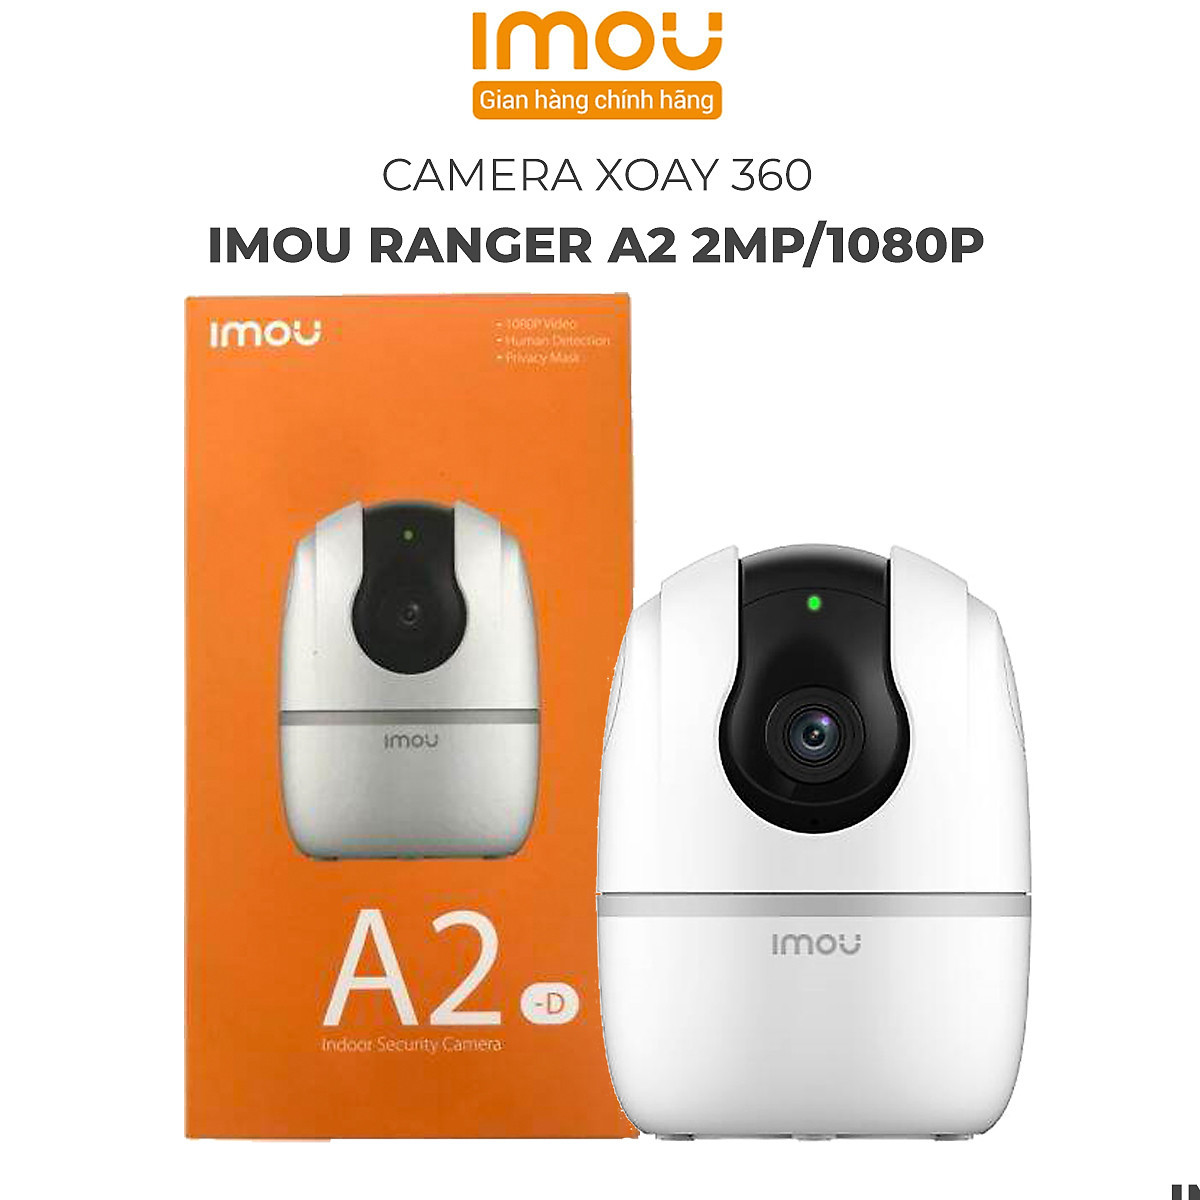 imou
Gian hàng chính hãng
CAMERA XOAY 360
IMOU RANGER A2 2MP/1080P
imou
• 1080P Video
• Human Detection
• Privacy Mask
imou
A2 -D
Indoor Security Camera
imou